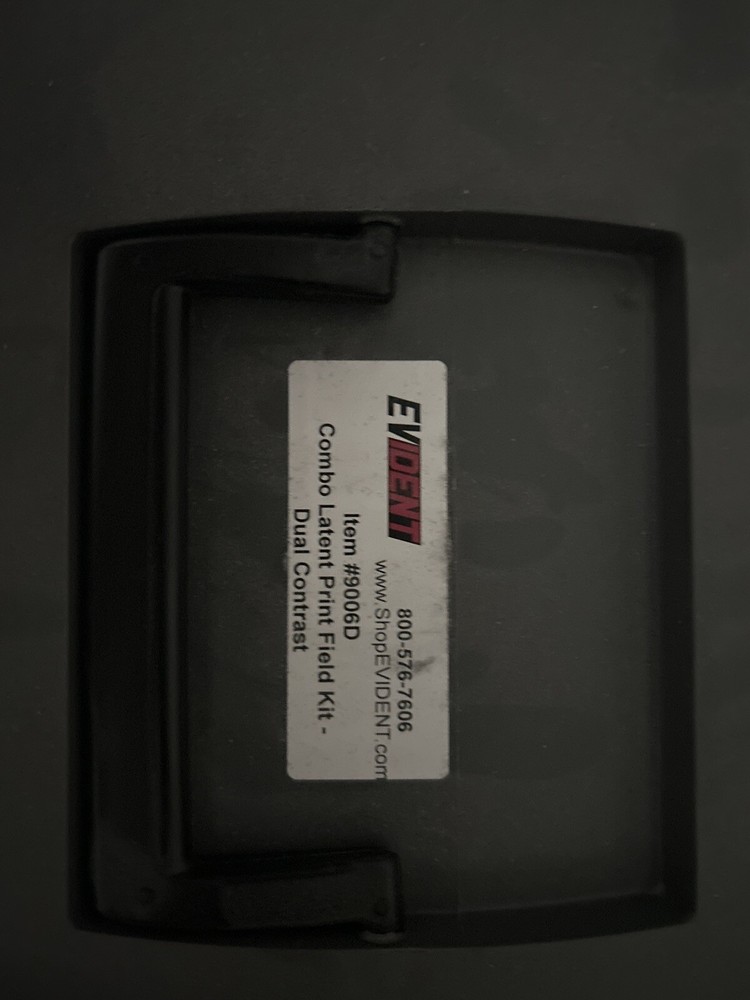 EVIDENT
800-576-7606
www.ShopEVIDENT.com
Item #9006D
Combo Latent Print Field Kit -
Dual Contrast